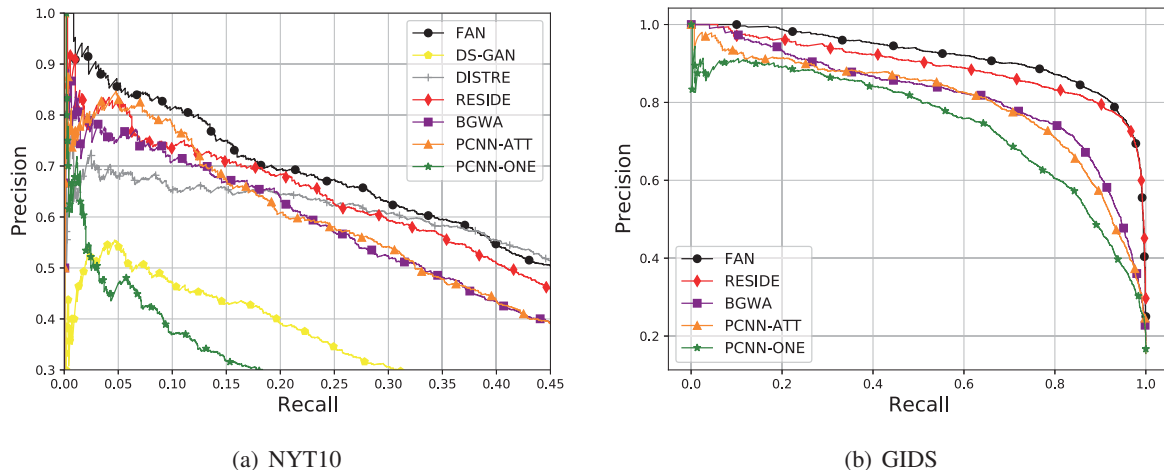 1.0
0.9
0.8
0.7
0.6
0.5
0.4
0.3
Precision
0.00 0.05 0.10 0.15 0.20 0.25 0.30 0.35 0.40 0.45
Recall
FAN
DS-GAN
DISTRE
RESIDE
BGWA
PCNN-ATT
PCNN-ONE
(a) NYT10
1.0
0.8
0.6
0.4
0.2
Precision
0.0 0.2 0.4 0.6 0.8 1.0
Recall
FAN
RESIDE
BGWA
PCNN-ATT
PCNN-ONE
(b) GIDS